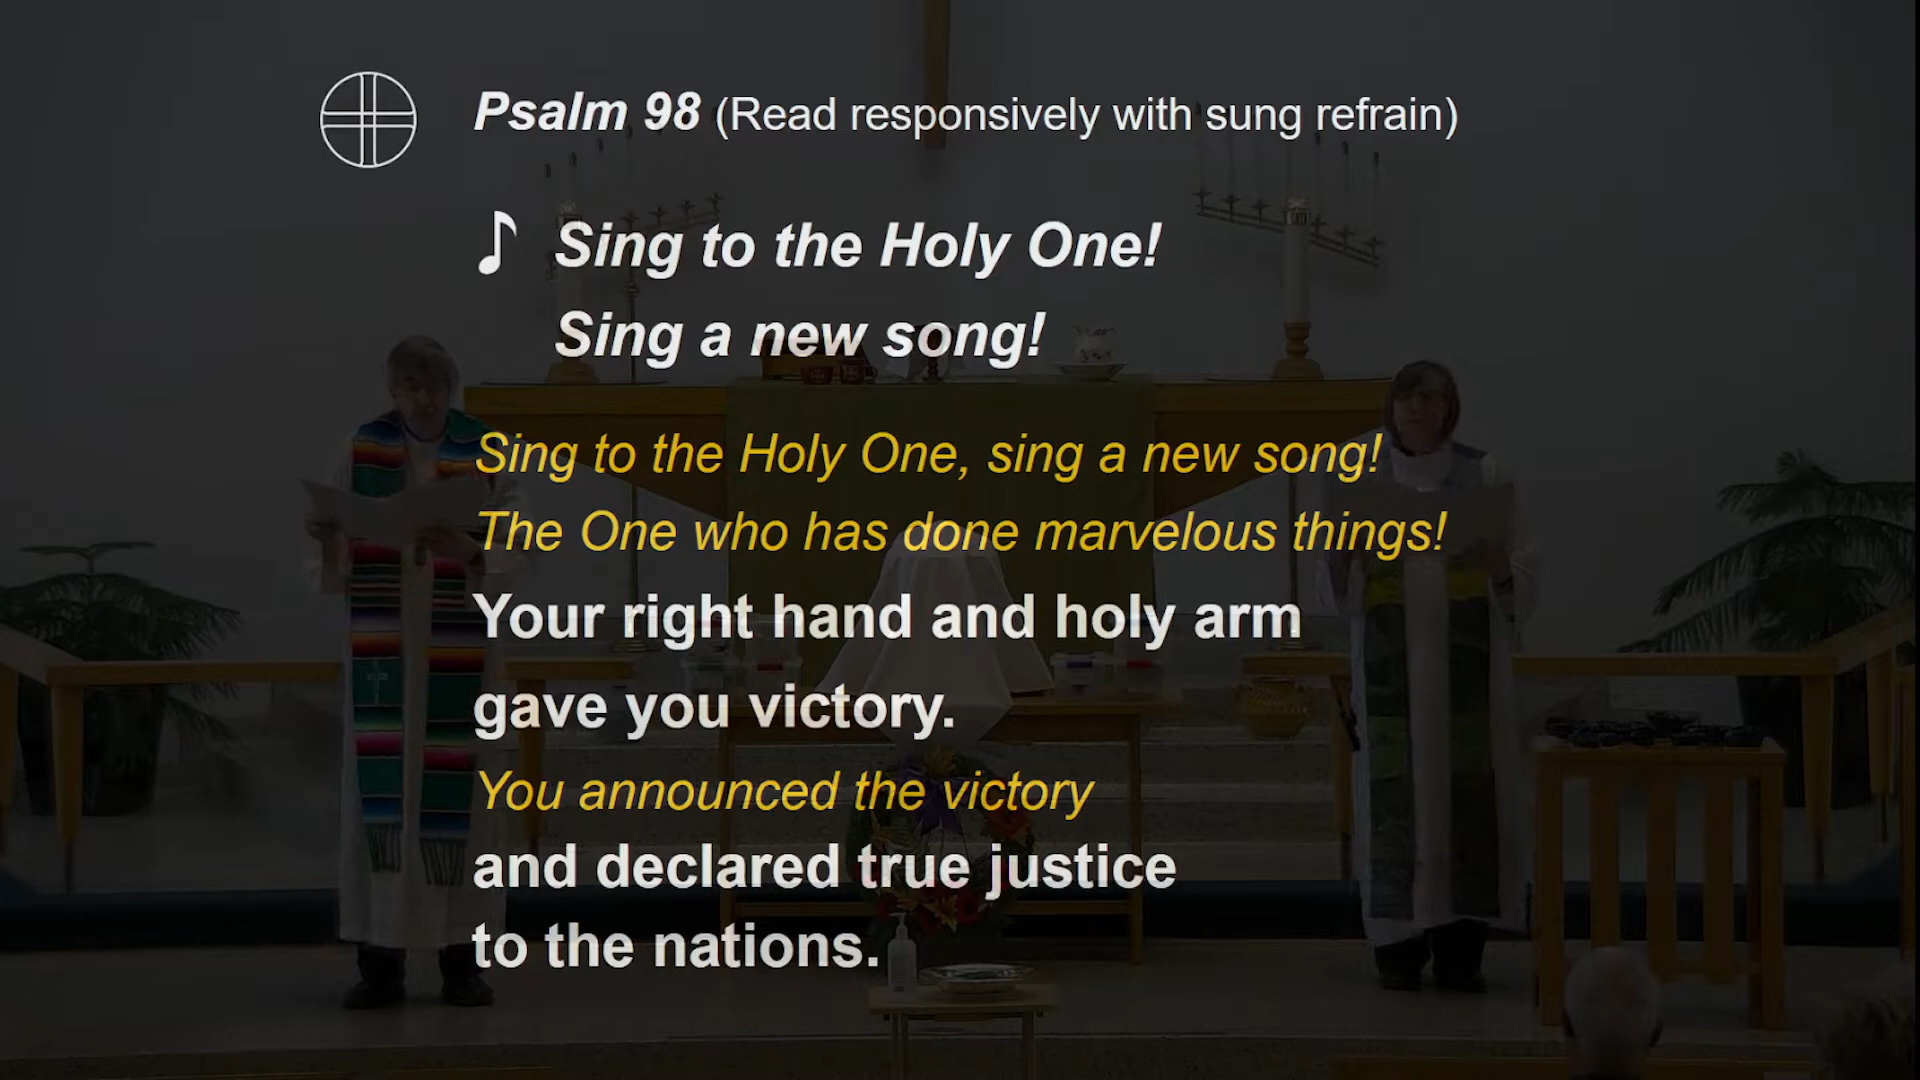 Psalm 98 (Read responsively with sung refrain)
Sing to the Holy One!
Sing a new song!
Sing to the Holy One, sing a new song!
The One who has done marvelous things!
Your right hand and holy arm
gave you victory.
You announced the victory
and declared true justice
to the nations.